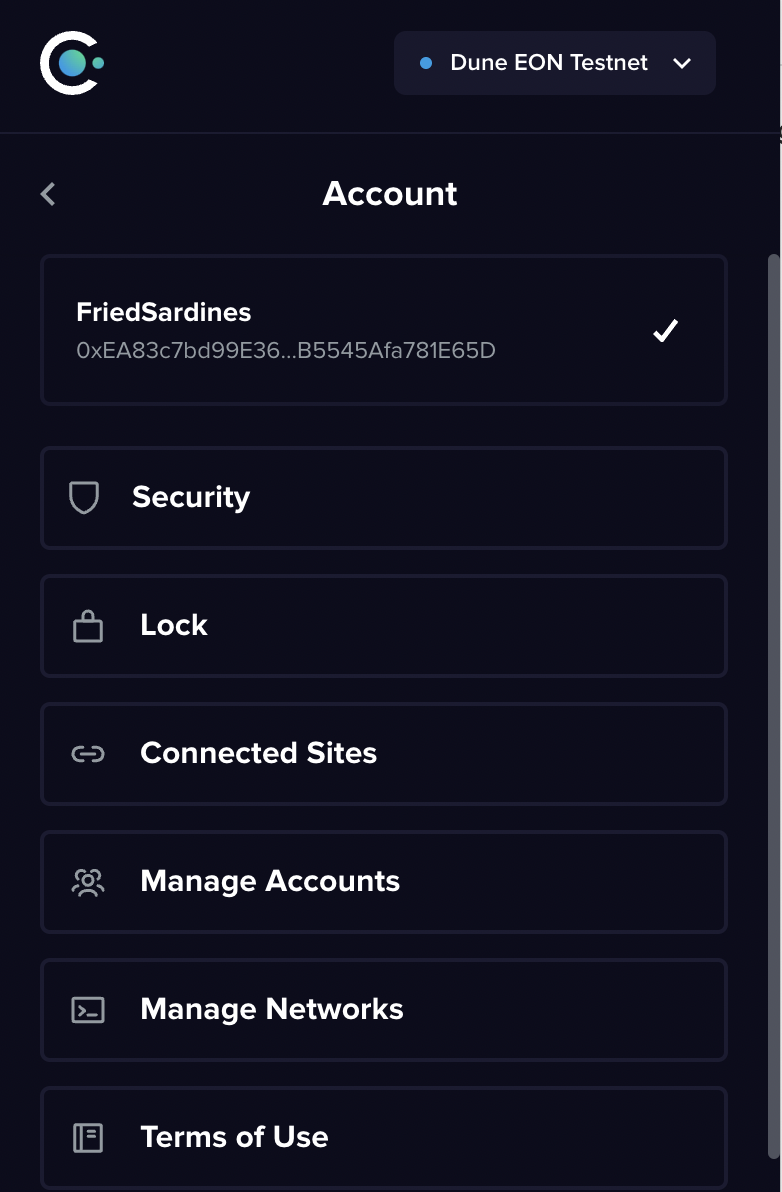 Dune EON Testnet
Account
FriedSardines
0xEA83c7bd99E36...B5545Afa781E65D
Security
Lock
Connected Sites
Manage Accounts
Manage Networks
Terms of Use